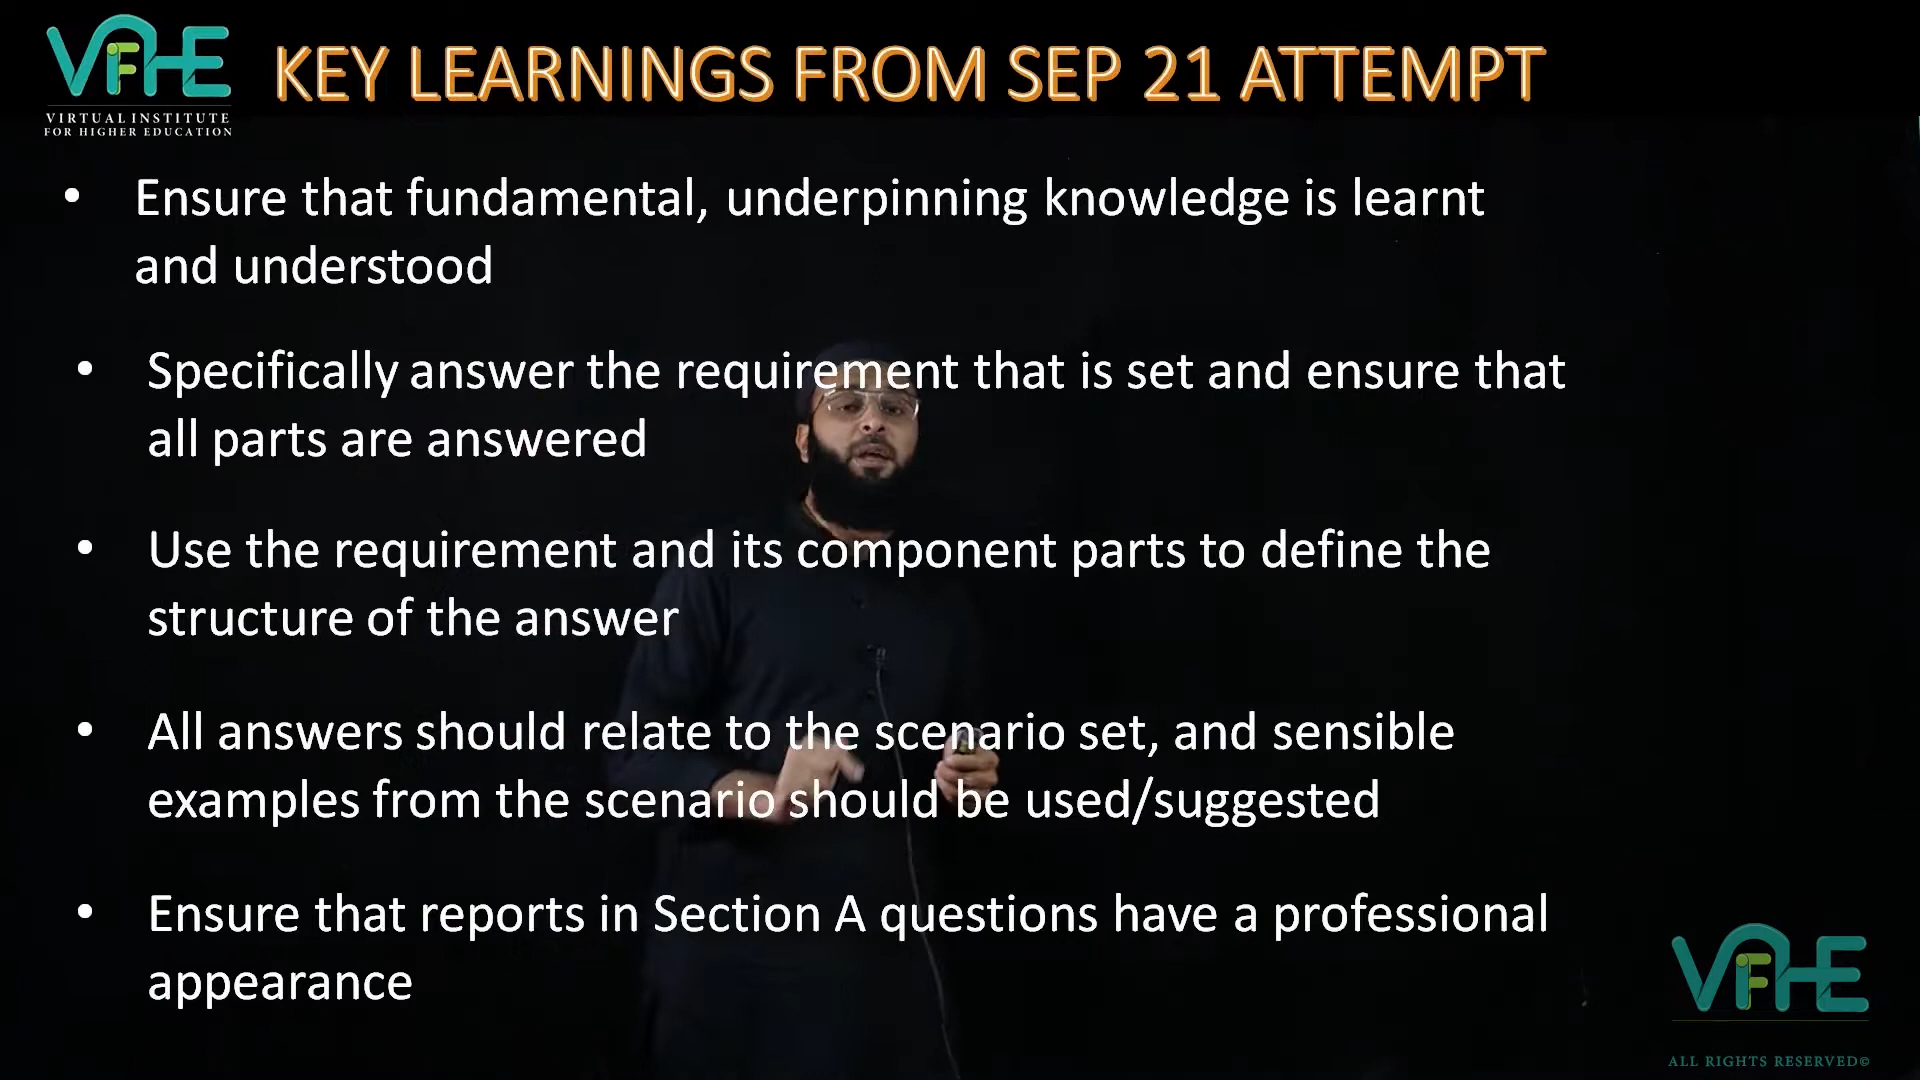 VIFHE
VIRTUAL INSTITUTE
FOR HIGHER EDUCATION
KEY LEARNINGS FROM SEP 21 ATTEMPT
• Ensure that fundamental, underpinning knowledge is learnt
and understood
• Specifically answer the requirement that is set and ensure that
all parts are answered
• Use the requirement and its component parts to define the
structure of the answer
• All answers should relate to the scenario set, and sensible
examples from the scenario should be used/suggested
• Ensure that reports in Section A questions have a professional
appearance
VIFHE
ALL RIGHTS RESERVED©